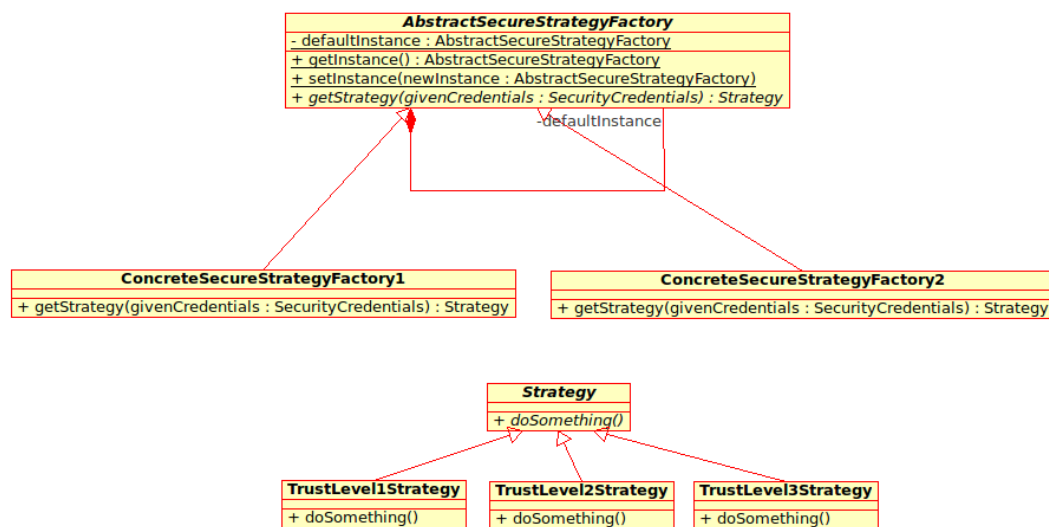 AbstractSecureStrategyFactory
- defaultInstance : AbstractSecureStrategyFactory
+ getInstance() : AbstractSecureStrategyFactory
+ setInstance(newInstance : AbstractSecureStrategyFactory)
+ getStrategy(givenCredentials : SecurityCredentials) : Strategy
-defaultInstance
ConcreteSecureStrategyFactory1
+ getStrategy(givenCredentials : SecurityCredentials) : Strategy
ConcreteSecureStrategyFactory2
+ getStrategy(givenCredentials : SecurityCredentials) : Strategy
Strategy
+ doSomething()
TrustLevel1Strategy
+ doSomething()
TrustLevel2Strategy
+ doSomething()
TrustLevel3Strategy
+ doSomething()